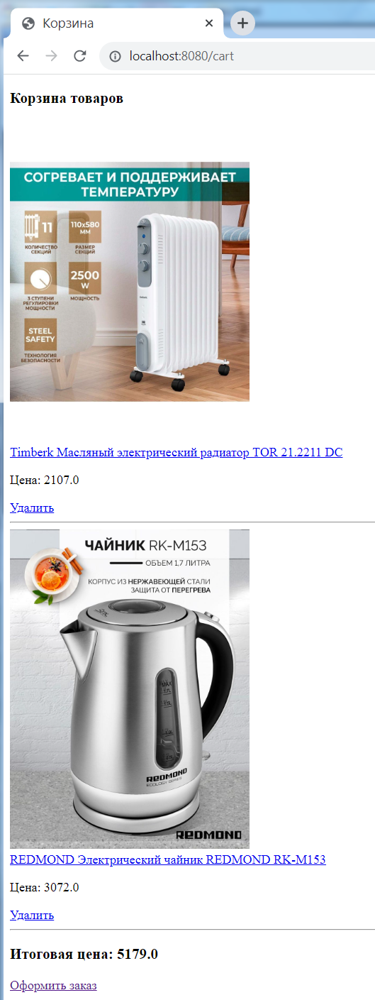 Корзина
localhost:8080/cart
Корзина товаров
СОГРЕВАЕТ И ПОДДЕРЖИВАЕТ
ТЕМПЕРАТУРУ
11
КОЛИЧЕСТВО
СЕКЦИЙ
110x580
ММ
РАЗМЕР
СЕКЦИЙ
3 СТУПЕНИ
РЕГУЛИРОВКИ
МОЩНОСТИ
2500
W
МОЩНОСТЬ
STEEL
SAFETY
ТЕХНОЛОГИЯ
БЕЗОПАСНОСТИ
Timberk Масляный электрический радиатор TOR 21.2211 DC
Цена: 2107.0
Удалить
ЧАЙНИК RK-M153
ОБЪЕМ 1,7 ЛИТРА
КОРПУС ИЗ НЕРЖАВЕЮЩЕЙ СТАЛИ
ЗАЩИТА ОТ ПЕРЕГРЕВА
MAX
REDMOND
ECOLOGY SERIES
REDMOND
REDMOND Электрический чайник REDMOND RK-M153
Цена: 3072.0
Удалить
Итоговая цена: 5179.0
Оформить заказ